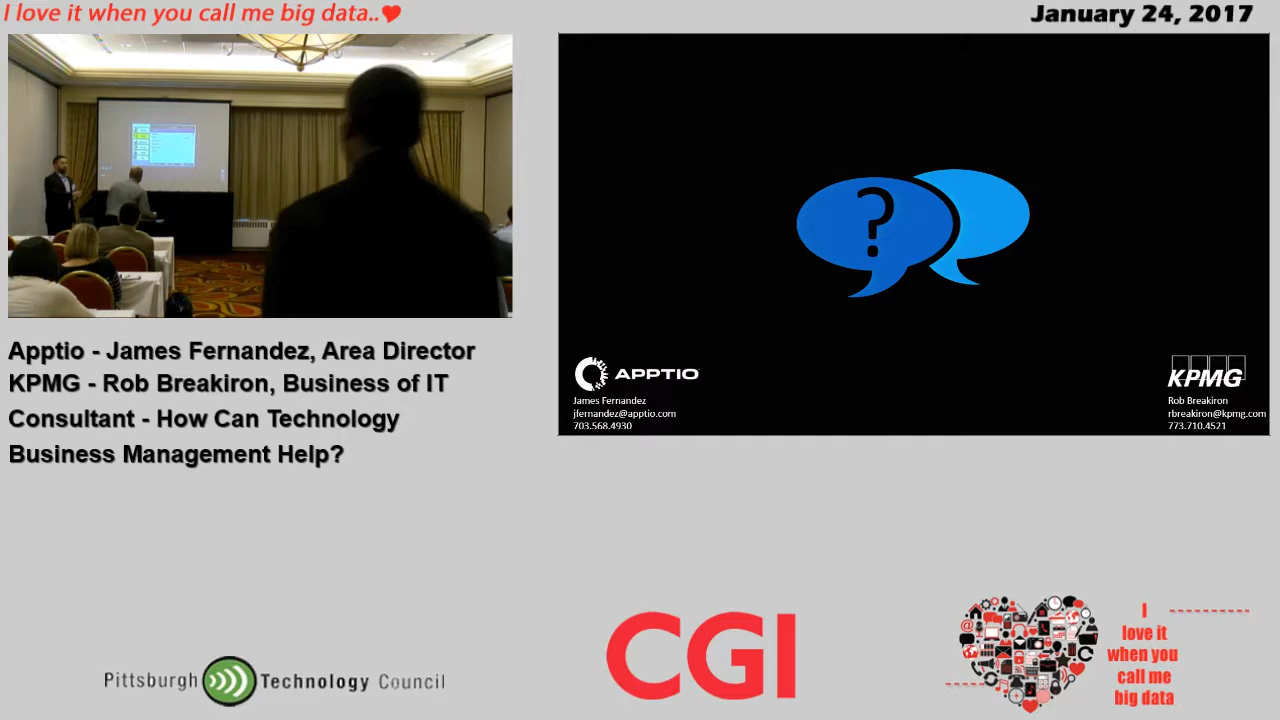 I love it when you call me big data..
January 24, 2017
?
Apptio - James Fernandez, Area Director
KPMG - Rob Breakiron, Business of IT
Consultant - How Can Technology
Business Management Help?
APPTIO
James Fernandez
jfernandez@apptio.com
703.568.4930
KPMG
Rob Breakiron
rbreakiron@kpmg.com
773.710.4521
Pittsburgh Technology Council
CGI
I
love it
when you
call me
big data